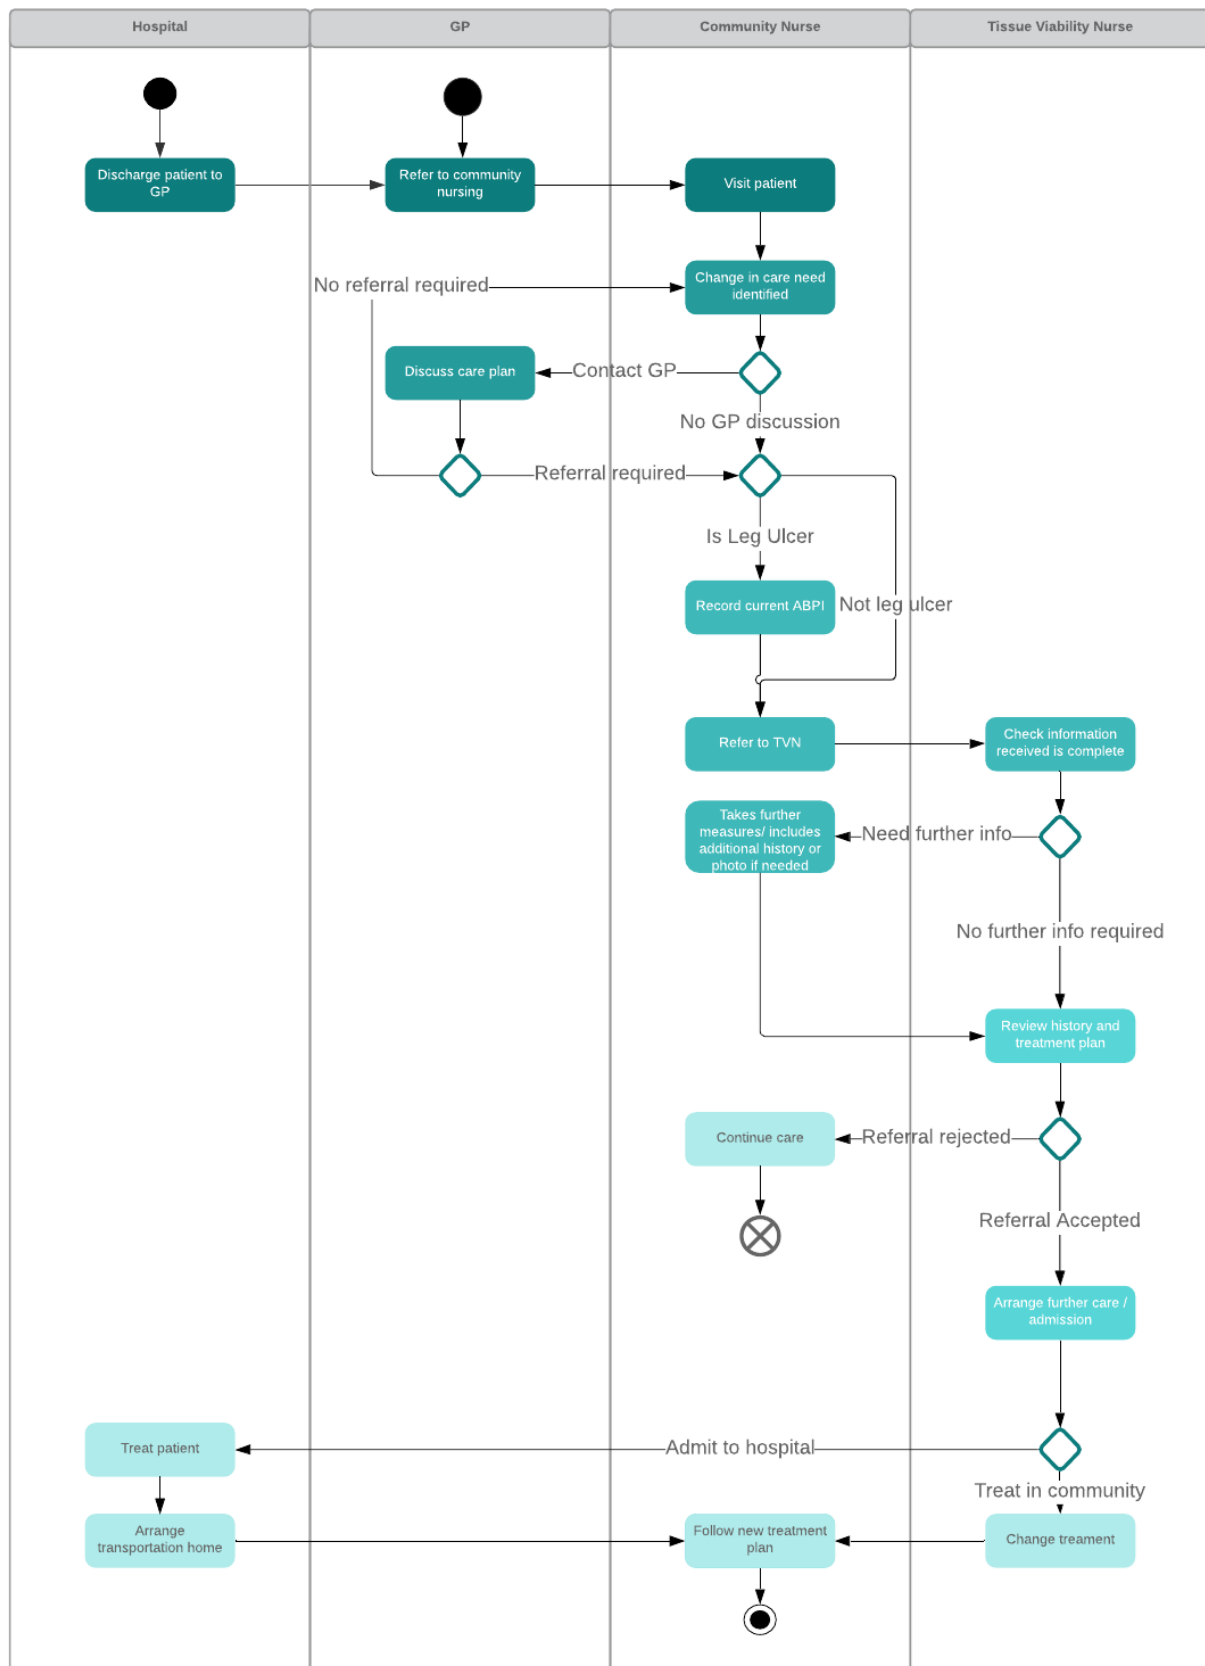 Hospital
GP
Community Nurse
Tissue Viability Nurse
Discharge patient to
GP
Refer to community
nursing
Visit patient
No referral required
Change in care need
identified
Discuss care plan
Contact GP
No GP discussion
Referral required
Is Leg Ulcer
Record current ABPI
Not leg ulcer
Refer to TVN
Check information
received is complete
Takes further
measures/ includes
additional history or
photo if needed
Need further info
No further info required
Review history and
treatment plan
Continue care
Referral rejected
Referral Accepted
Arrange further care /
admission
Treat patient
Admit to hospital
Treat in community
Arrange
transportation home
Follow new treatment
plan
Change treament